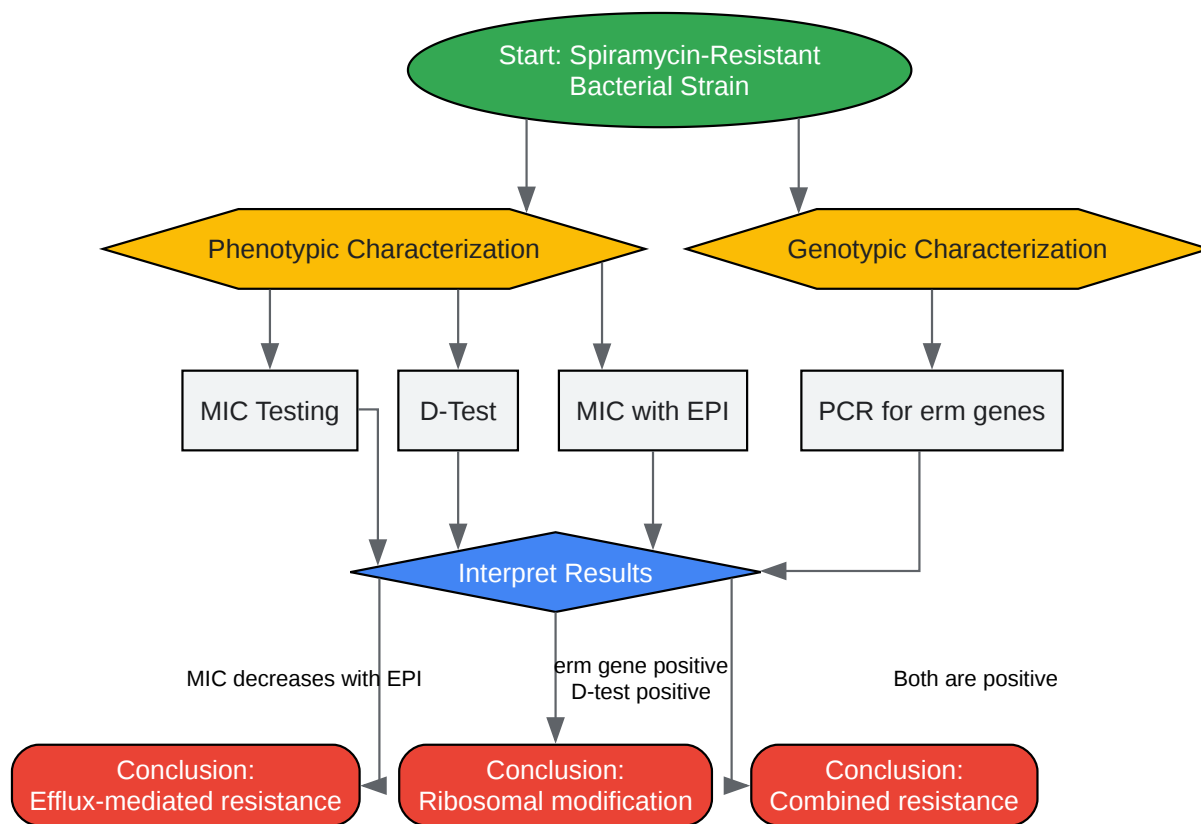 Start: Spiramycin-Resistant
Bacterial Strain
Phenotypic Characterization
Genotypic Characterization
MIC Testing
D-Test
MIC with EPI
PCR for erm genes
Interpret Results
MIC decreases with EPI
erm gene positive
D-test positive
Both are positive
Conclusion:
Efflux-mediated resistance
Conclusion:
Ribosomal modification
Conclusion:
Combined resistance